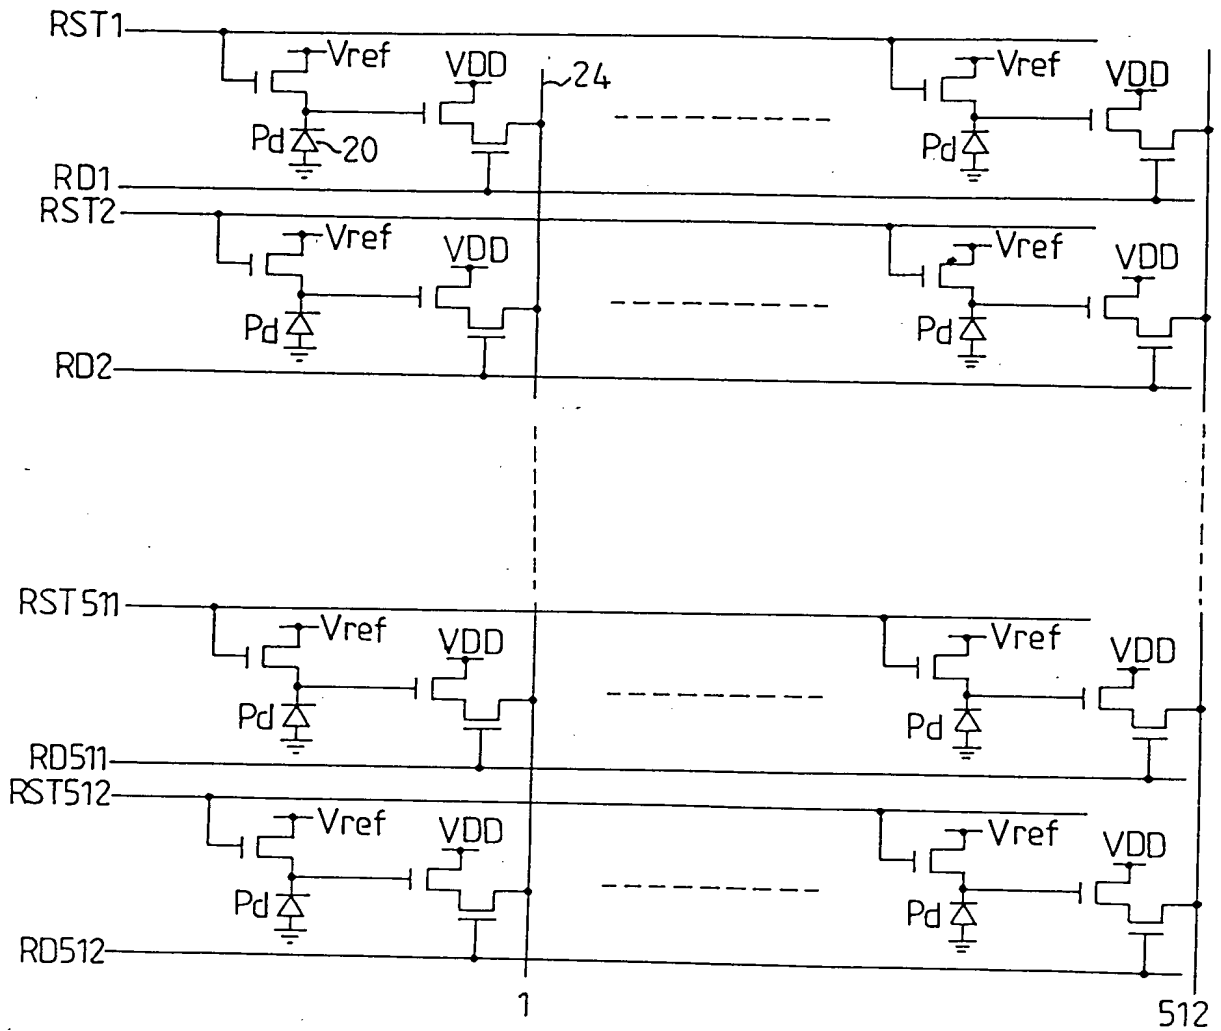 RST1
Vref
VDD
24
Vref
VDD
Pd
20
Pd
RD1
RST2
Vref
VDD
Vref
VDD
Pd
Pd
RD2
RST511
Vref
VDD
Vref
VDD
Pd
Pd
RD511
RST512
Vref
VDD
Vref
VDD
Pd
Pd
RD512
1
512